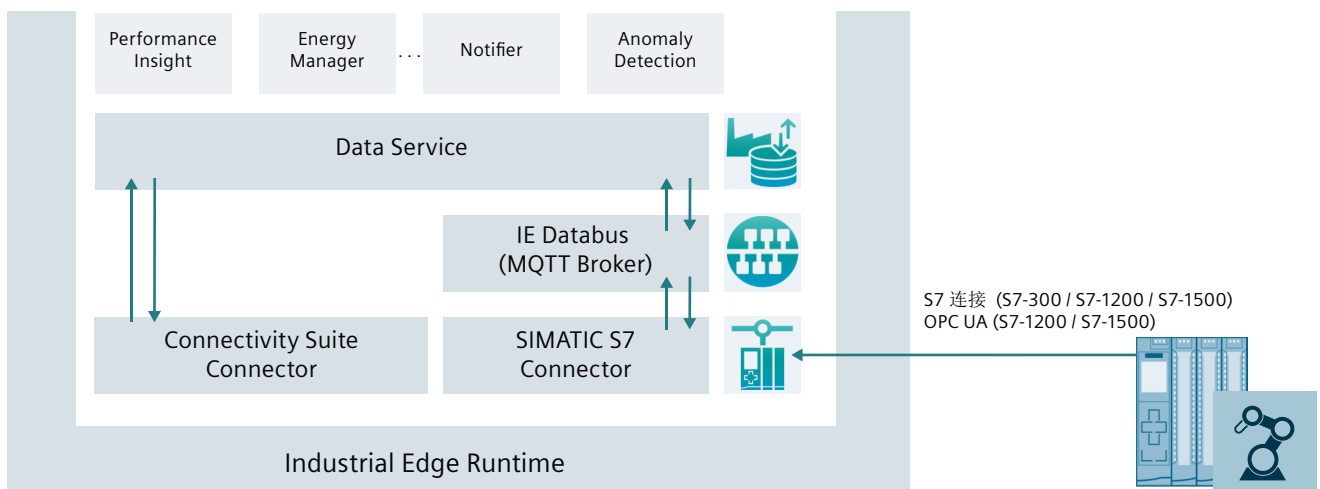 Performance
Insight
Energy
Manager
...
Notifier
Anomaly
Detection
Data Service
IE Databus
(MQTT Broker)
S7 连接 (S7-300 / S7-1200 / S7-1500)
OPC UA (S7-1200 / S7-1500)
Connectivity Suite
Connector
SIMATIC S7
Connector
Industrial Edge Runtime